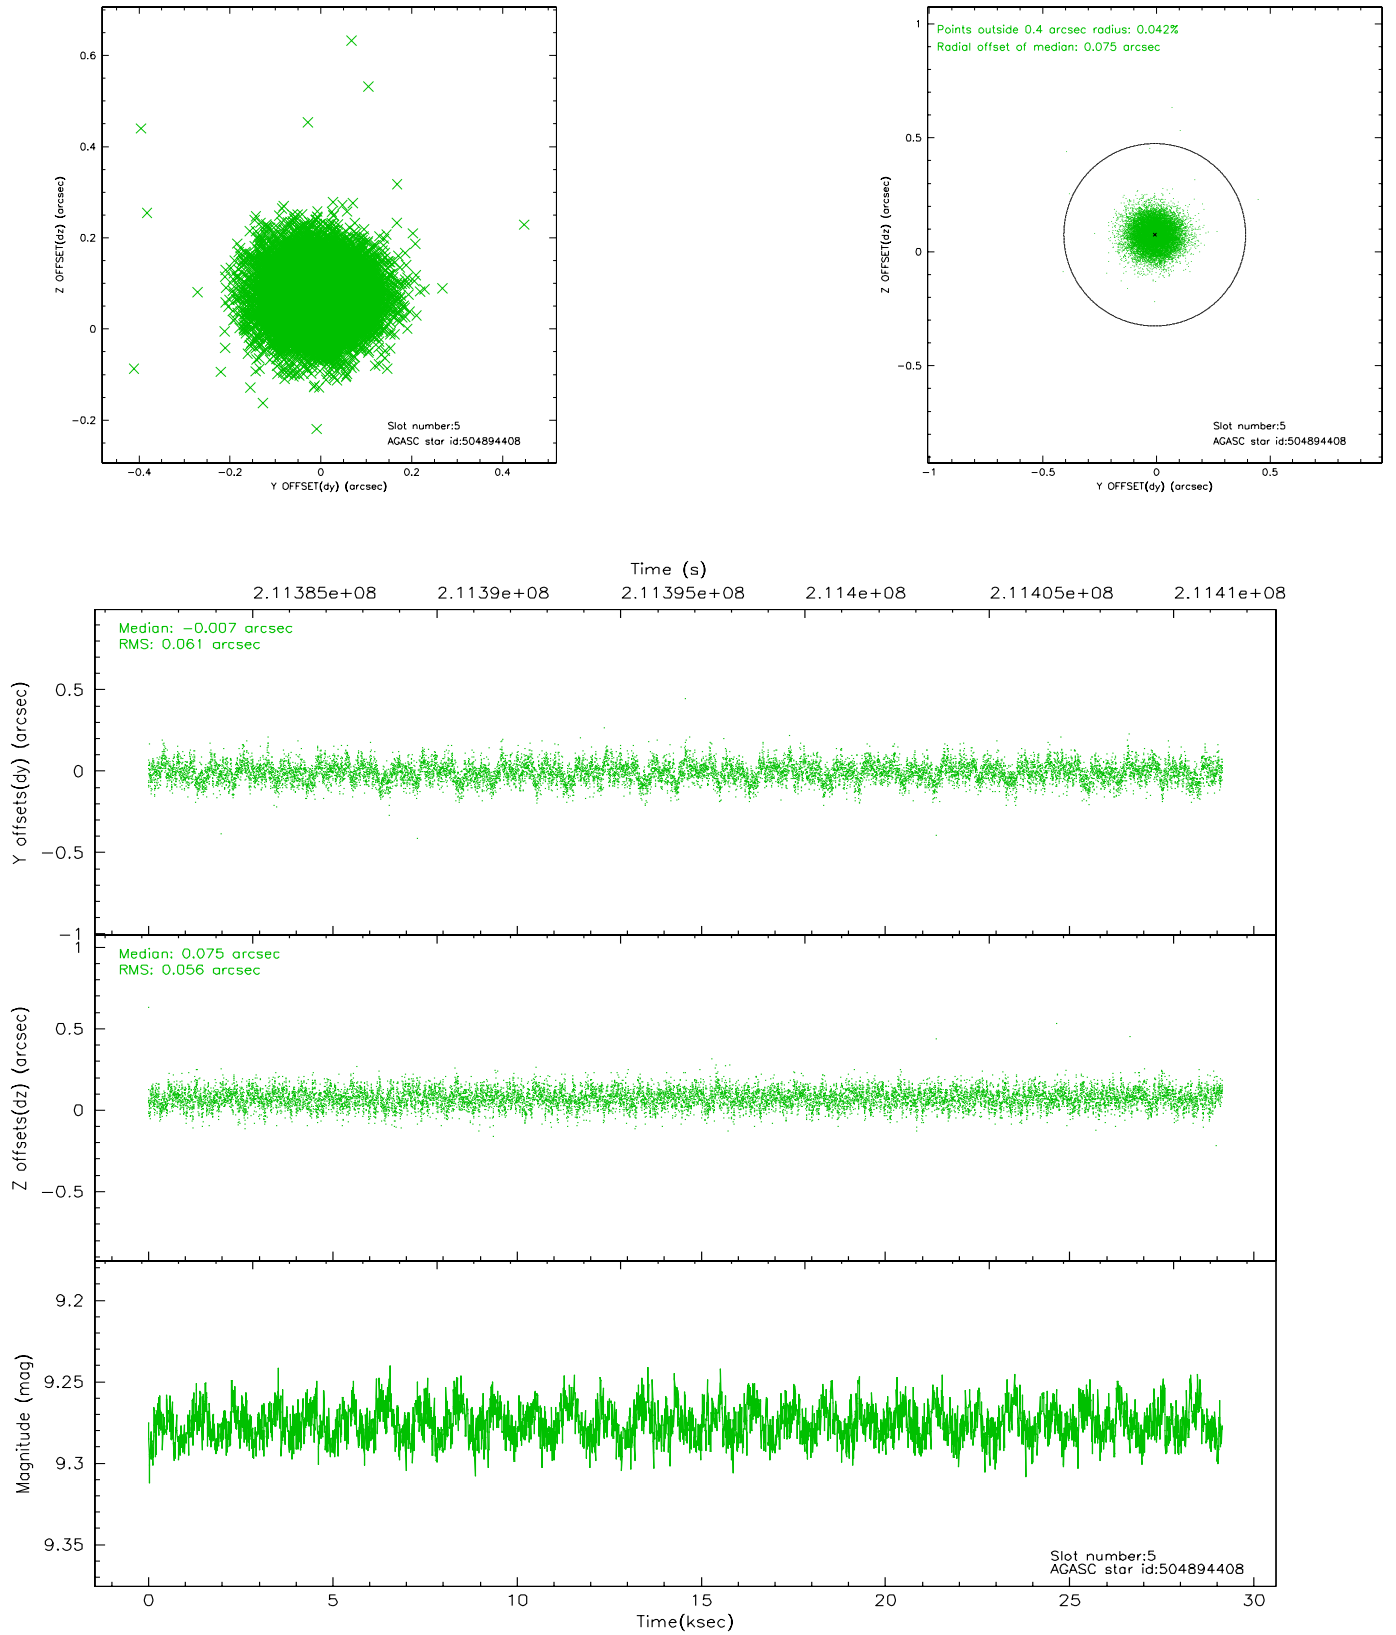 0.6
0.4
0.2
0
−0.2
Z OFFSET(dz) (arcsec)
Slot number:5
AGASC star id:504894408
−0.4
−0.2
0
0.2
0.4
Y OFFSET(dy) (arcsec)
Points outside 0.4 arcsec radius: 0.042%
Radial offset of median: 0.075 arcsec
1
0.5
0
−0.5
Z OFFSET(dz) (arcsec)
Slot number:5
AGASC star id:504894408
−1
−0.5
0
0.5
Y OFFSET(dy) (arcsec)
Time (s)
2.11385e+08
2.1139e+08
2.11395e+08
2.114e+08
2.11405e+08
2.1141e+08
Median: −0.007 arcsec
RMS: 0.061 arcsec
0.5
0
−0.5
−1
Y offsets(dy) (arcsec)
Median: 0.075 arcsec
RMS: 0.056 arcsec
1
0.5
0
−0.5
Z offsets(dz) (arcsec)
9.2
9.25
9.3
9.35
Magnitude (mag)
Slot number:5
AGASC star id:504894408
0
5
10
15
20
25
30
Time(ksec)